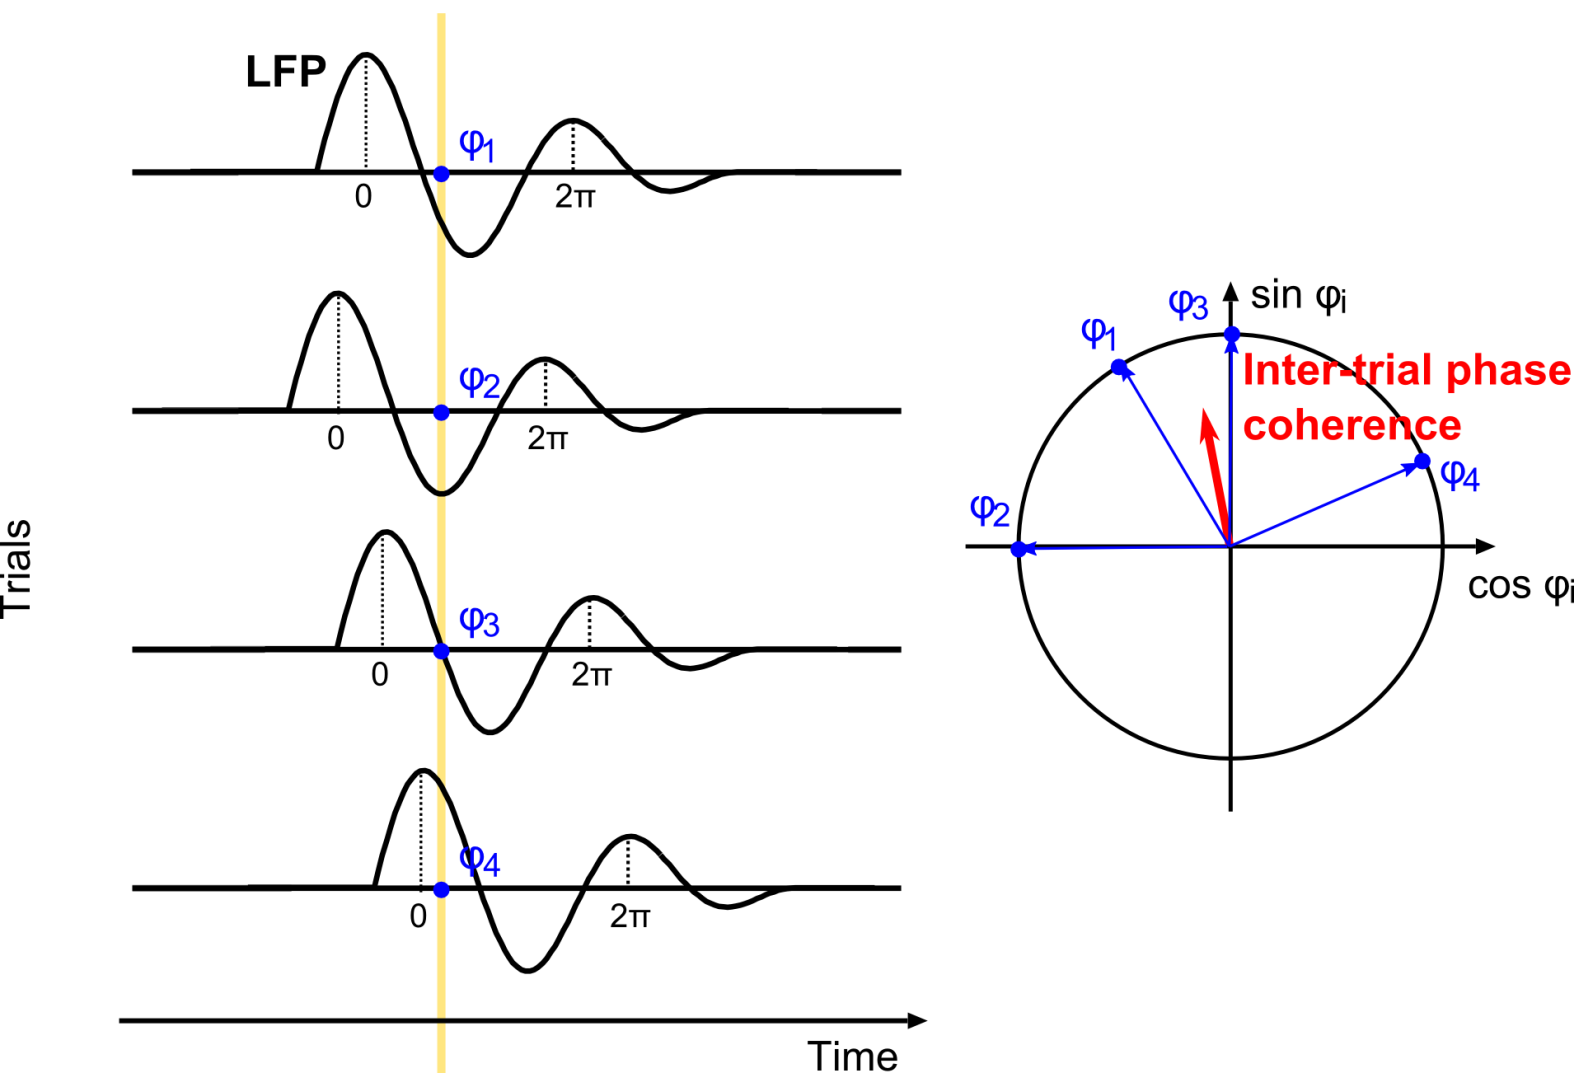 LFP
φ1
0
2π
φ2
0
2π
φ3
0
2π
φ4
0
2π
Trials
Time
sin φi
φ3
φ1
Inter-trial phase
coherence
φ4
φ2
cos φi